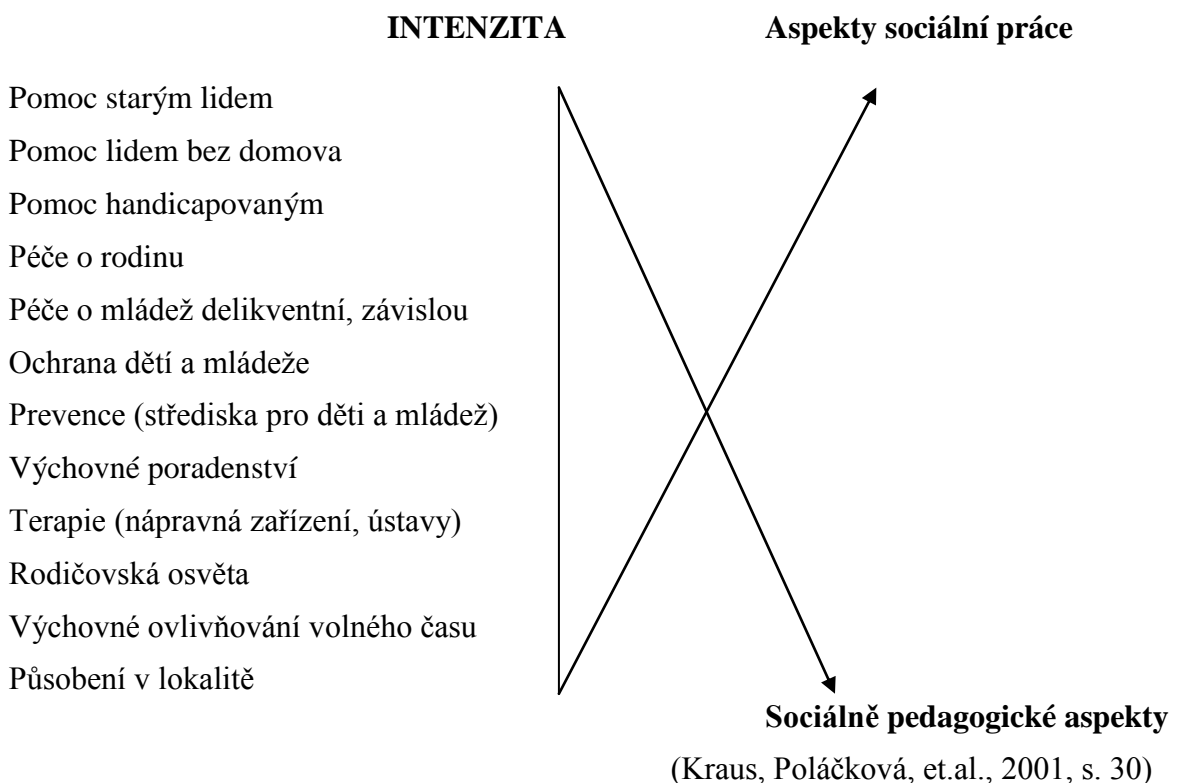 INTENZITA Aspekty sociální práce
Pomoc starým lidem
Pomoc lidem bez domova
Pomoc handicapovaným
Péče o rodinu
Péče o mládež delikventní, závislou
Ochrana dětí a mládeže
Prevence (střediska pro děti a mládež)
Výchovné poradenství
Terapie (nápravná zařízení, ústavy)
Rodičovská osvěta
Výchovné ovlivňování volného času
Působení v lokalitě
Sociálně pedagogické aspekty
(Kraus, Poláčková, et.al., 2001, s. 30)